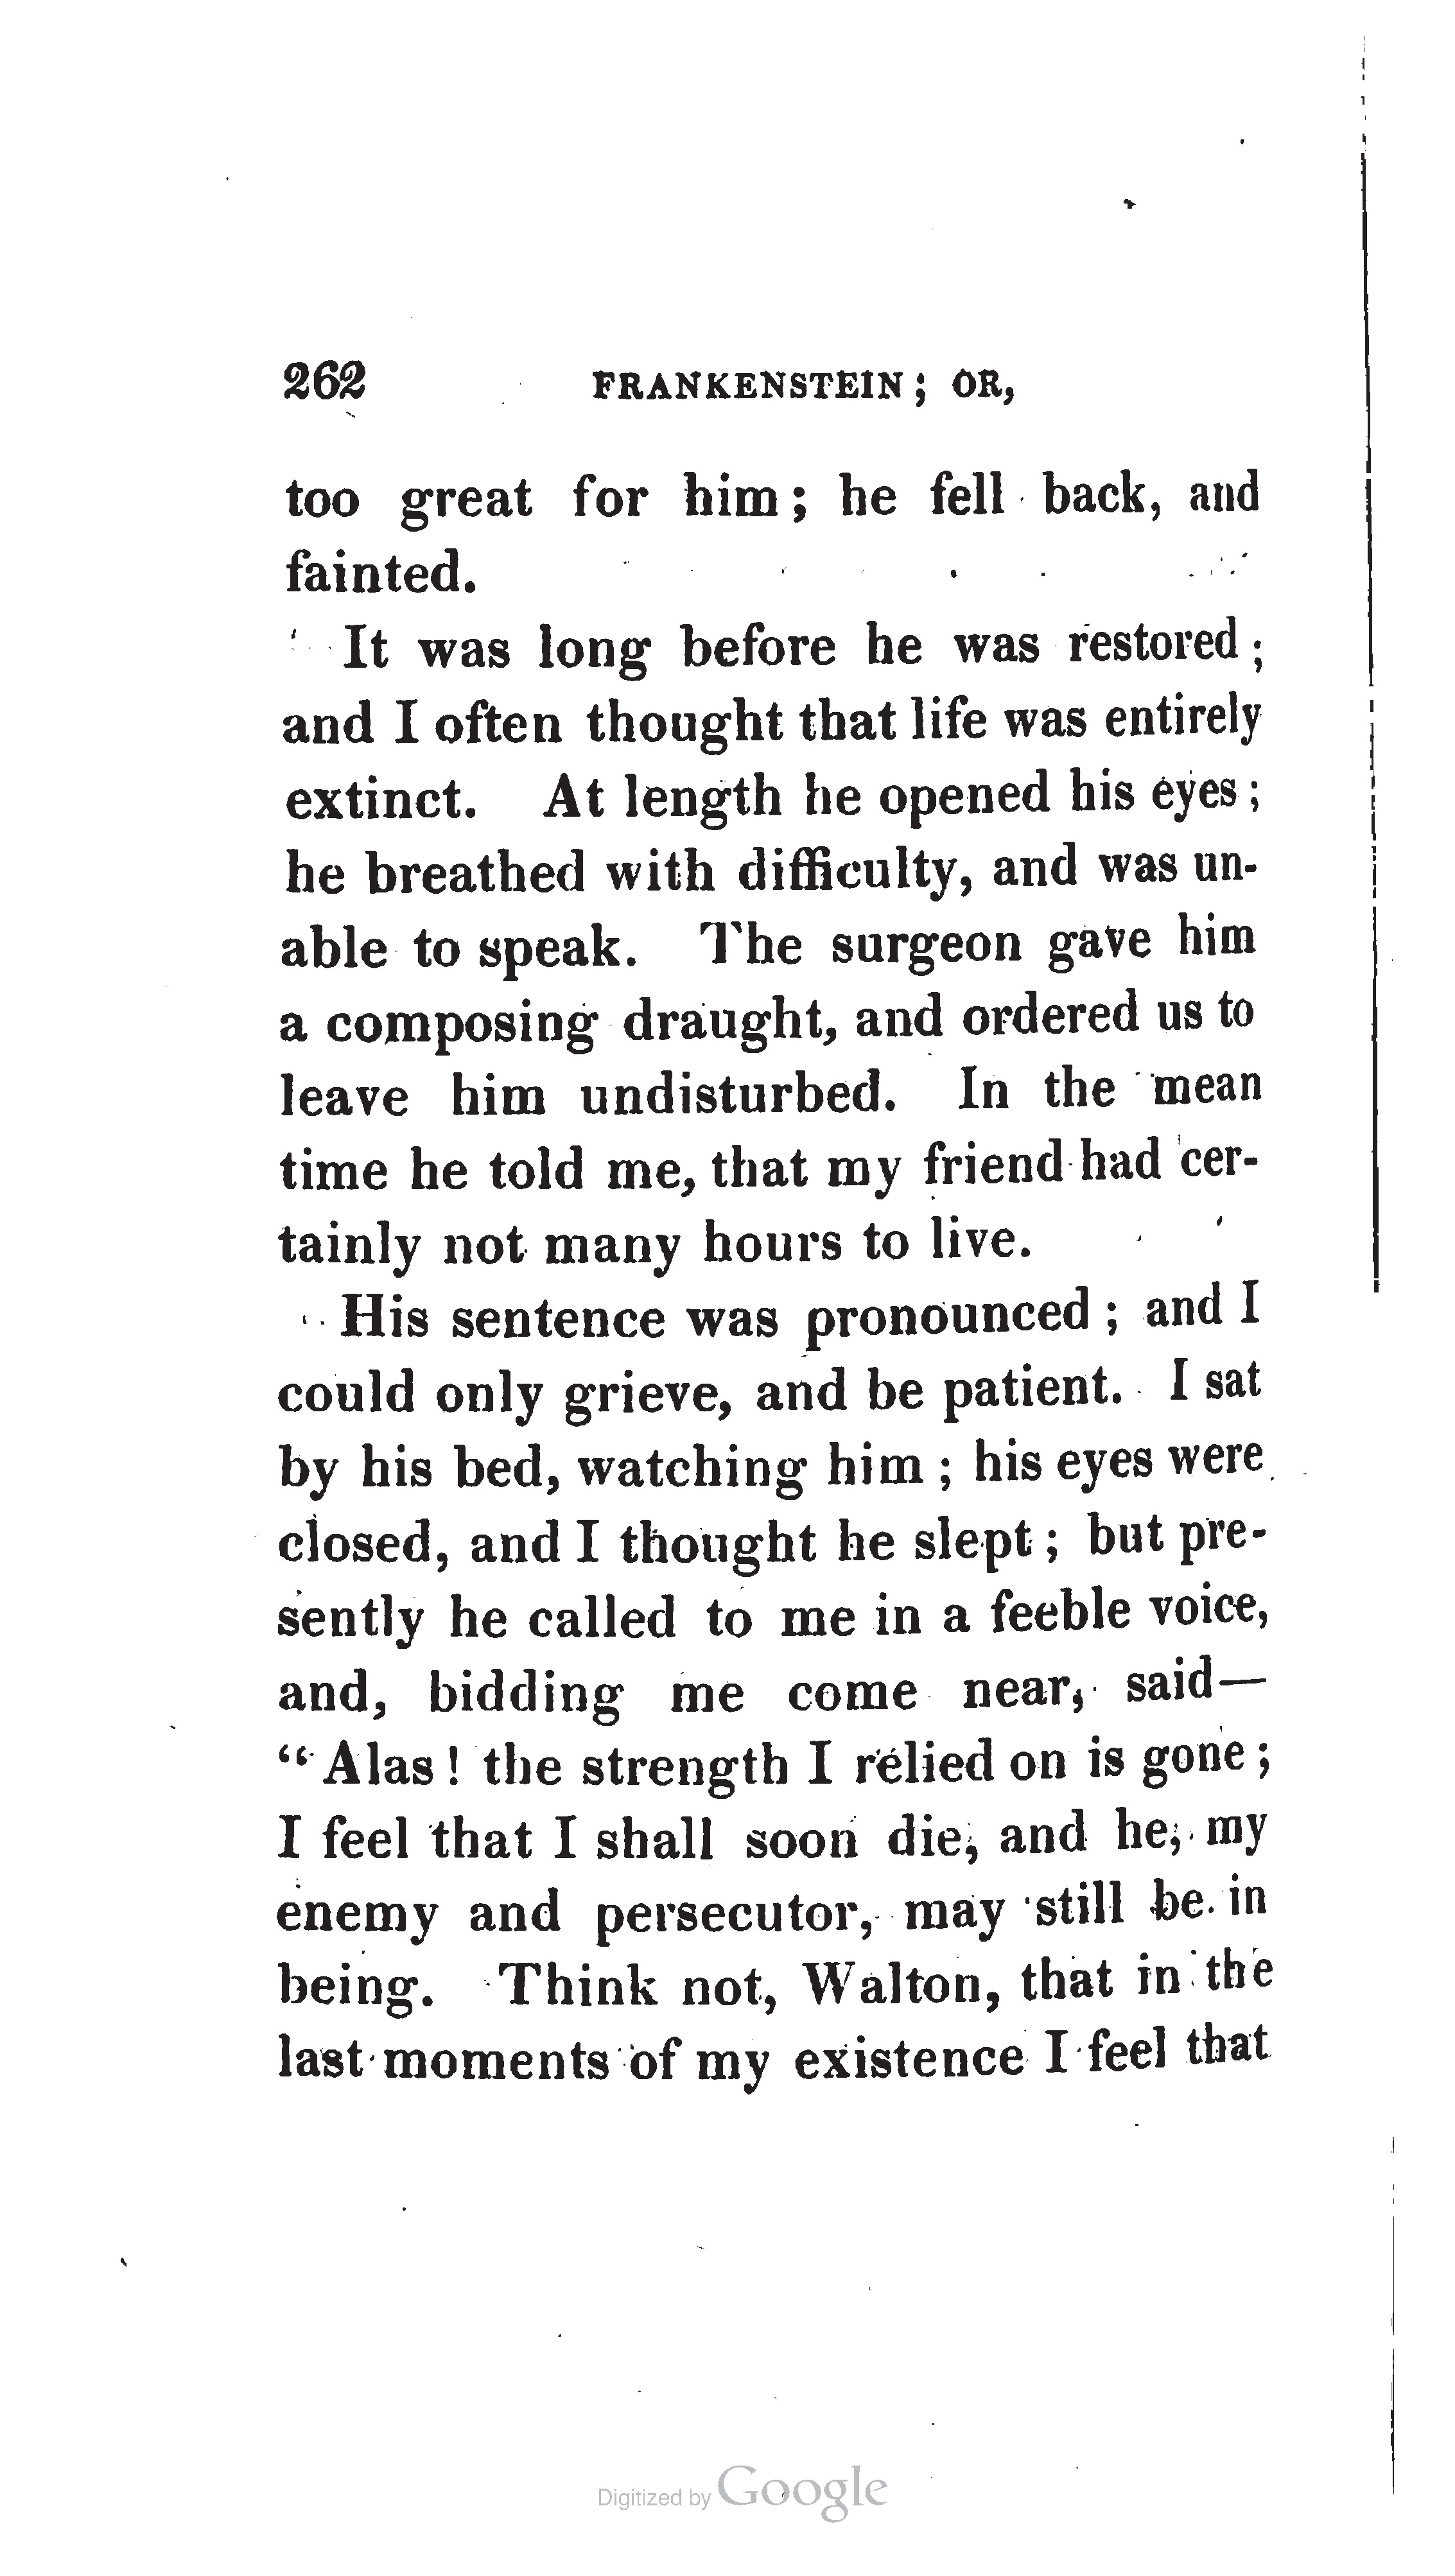 262 FRANKENSTEIN; OR,
too great for him; he fell back, and
fainted.
It was long before he was restored;
and I often thought that life was entirely
extinct. At length he opened his eyes;
he breathed with difficulty, and was un-
able to speak. The surgeon gave him
a composing draught, and ordered us to
leave him undisturbed. In the mean
time he told me, that my friend had cer-
tainly not many hours to live.
His sentence was pronounced; and I
could only grieve, and be patient. I sat
by his bed, watching him; his eyes were
closed, and I thought he slept; but pre-
sently he called to me in a feeble voice,
and, bidding me come near, said—
“Alas! the strength I relied on is gone;
I feel that I shall soon die, and he, my
enemy and persecutor, may still be in
being. Think not, Walton, that in the
last moments of my existence I feel that
Digitized by Google